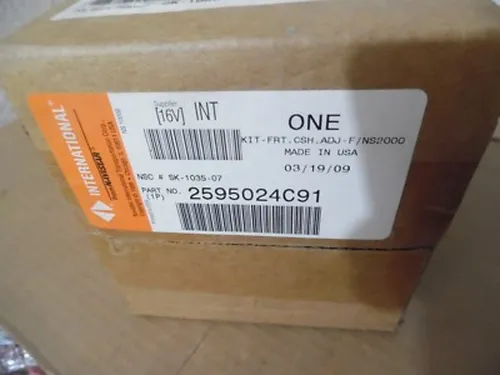 INTERNATIONAL
Supplier
[16V] INT
ONE
KIT-FRT.CSH.ADJ-F/NS2000
MADE IN USA
03/19/09
NSC # SK-1035-07
PART NO.
(1P)
2595024C91